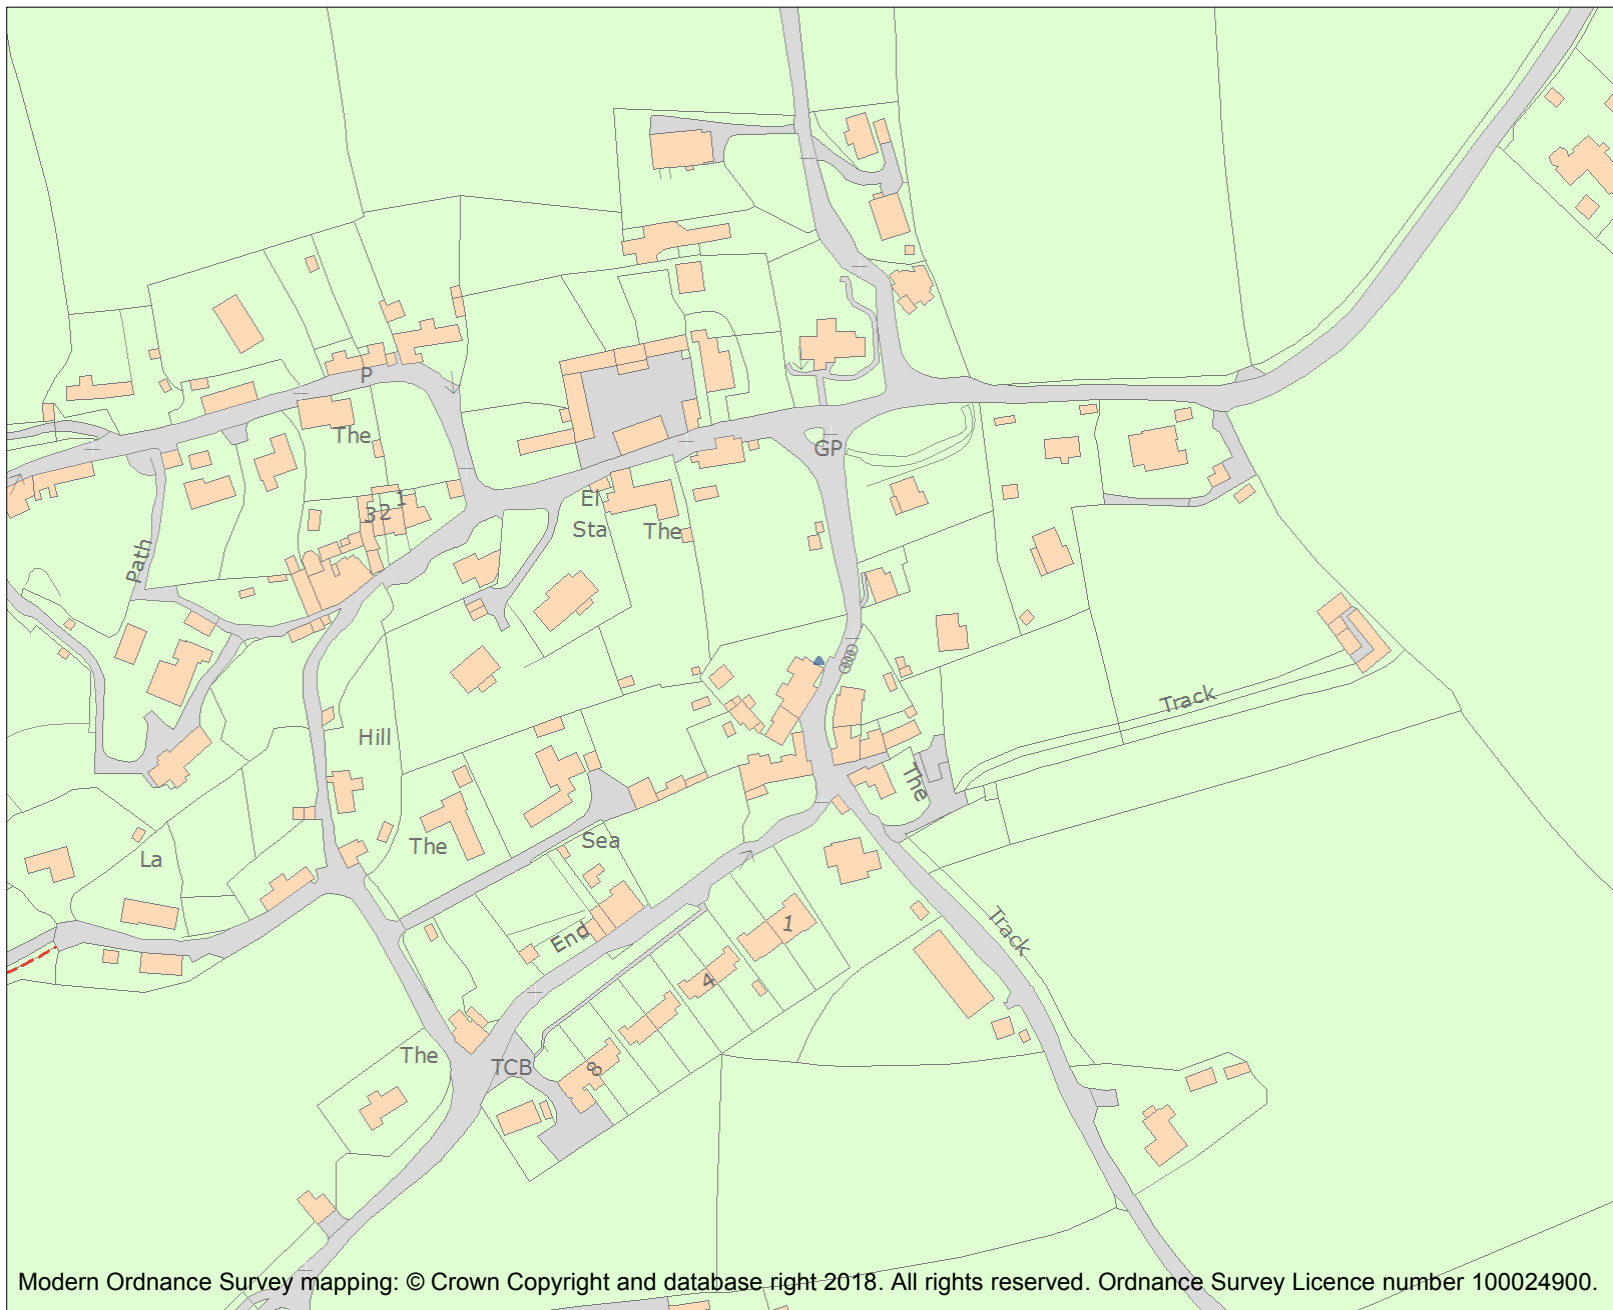 P
The
GP
1
2
3
El
Sta
The
Path
Track
Hill
The
The
Sea
La
1
End
Track
4
The
TCB
8
Modern Ordnance Survey mapping: © Crown Copyright and database right 2018. All rights reserved. Ordnance Survey Licence number 100024900.